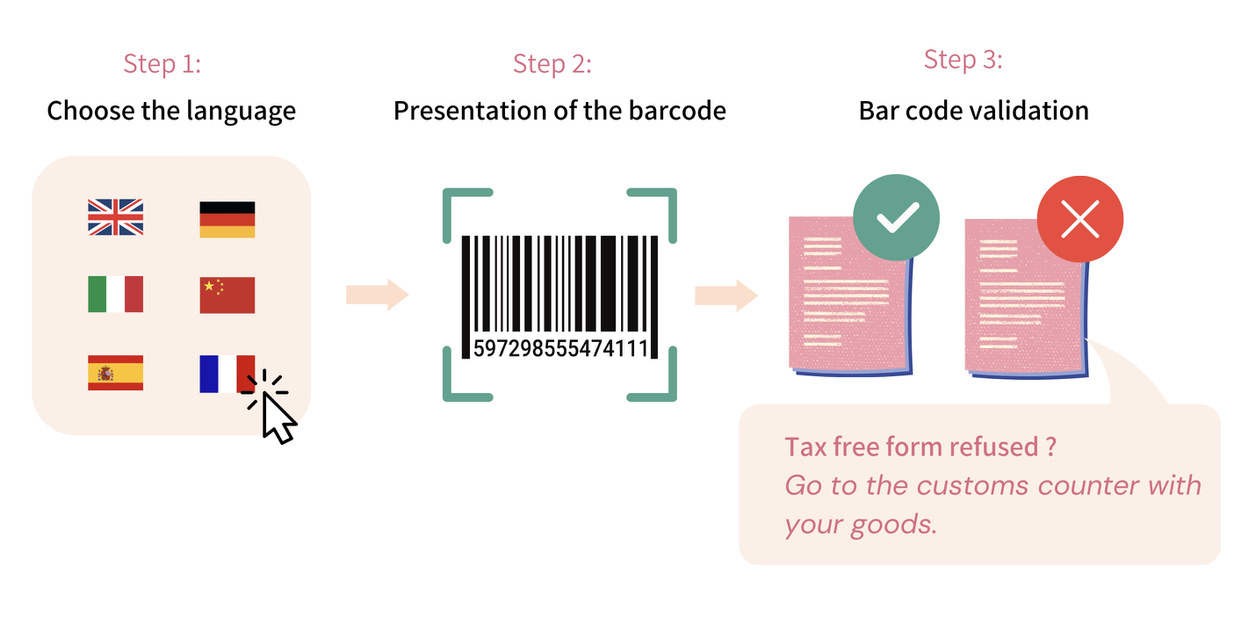 Step 1:
Choose the language
Step 2:
Presentation of the barcode
597298555474111
Step 3:
Bar code validation
Tax free form refused ?
Go to the customs counter with
your goods.